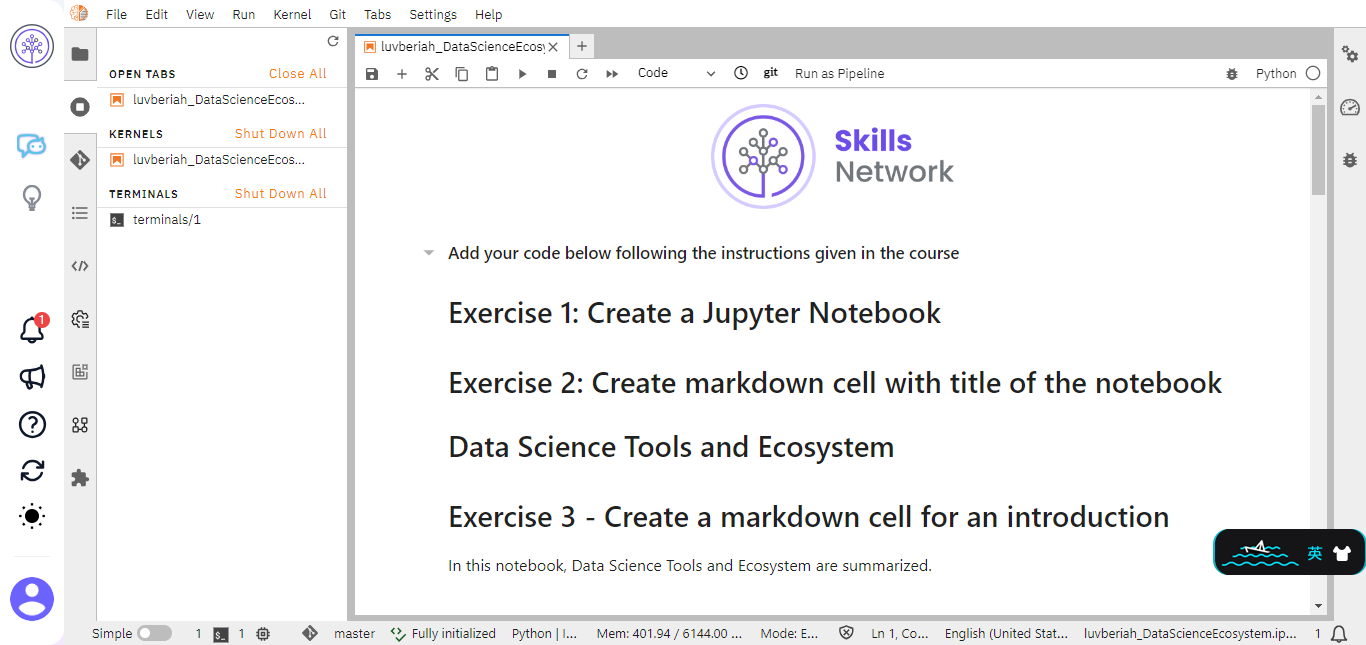 File Edit View Run Kernel Git Tabs Settings Help
OPEN TABS Close All
luvberiah_DataScienceEcos...
KERNELS Shut Down All
luvberiah_DataScienceEcos...
TERMINALS Shut Down All
$_ terminals/1
1
luvberiah_DataScienceEcosy
Code git Run as Pipeline Python
Skills
Network
Add your code below following the instructions given in the course
Exercise 1: Create a Jupyter Notebook
Exercise 2: Create markdown cell with title of the notebook
Data Science Tools and Ecosystem
Exercise 3 - Create a markdown cell for an introduction
In this notebook, Data Science Tools and Ecosystem are summarized.
英
Simple 1 $_ 1 master Fully initialized Python | I... Mem: 401.94 / 6144.00 ... Mode: E... Ln 1, Co... English (United Stat... luvberiah_DataScienceEcosystem.ip... 1